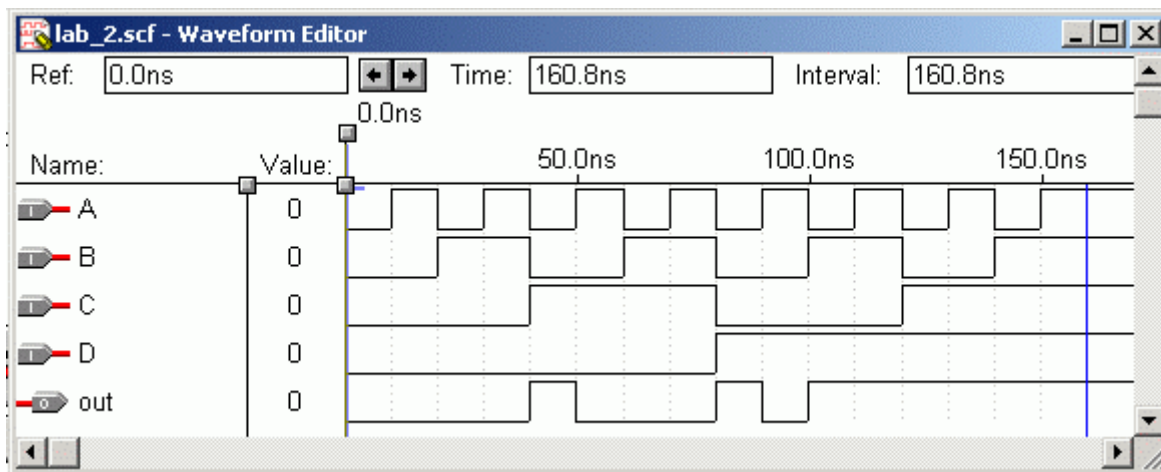 lab_2.scf - Waveform Editor
Ref: 0.0ns Time: 160.8ns Interval: 160.8ns
0.0ns
Name: Value: 50.0ns 100.0ns 150.0ns
A 0
B 0
C 0
D 0
out 0